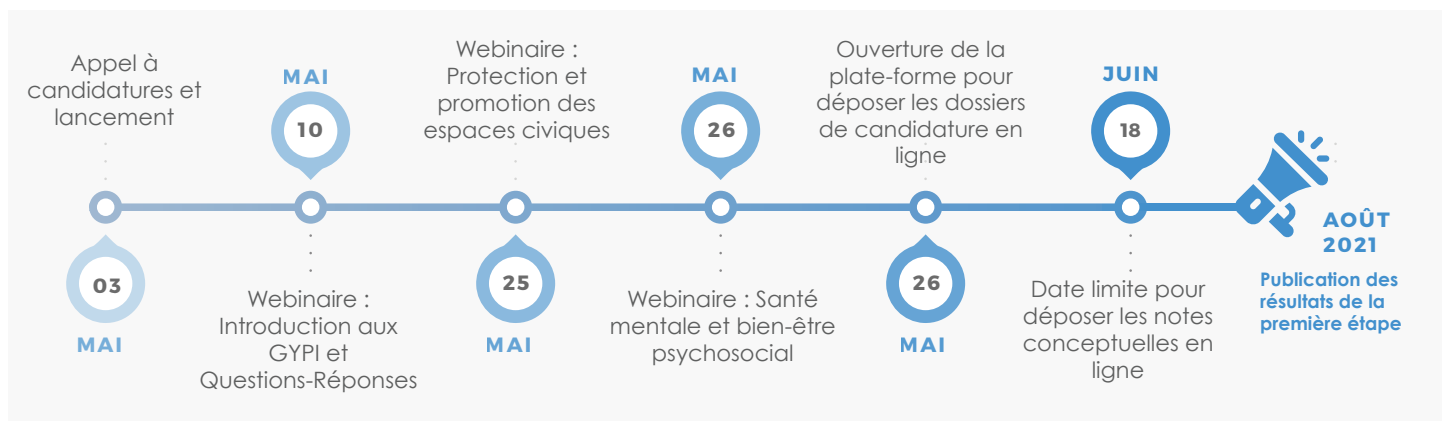 Appel à
candidatures et
lancement
03
MAI
MAI
10
Webinaire :
Introduction aux
GYPI et
Questions-Réponses
Webinaire :
Protection et
promotion des
espaces civiques
25
MAI
MAI
26
Webinaire : Santé
mentale et bien-être
psychosocial
Ouverture de la
plate-forme pour
déposer les dossiers
de candidature en
ligne
26
MAI
JUIN
18
Date limite pour
déposer les notes
conceptuelles en
ligne
AOÛT
2021
Publication des
résultats de la
première étape